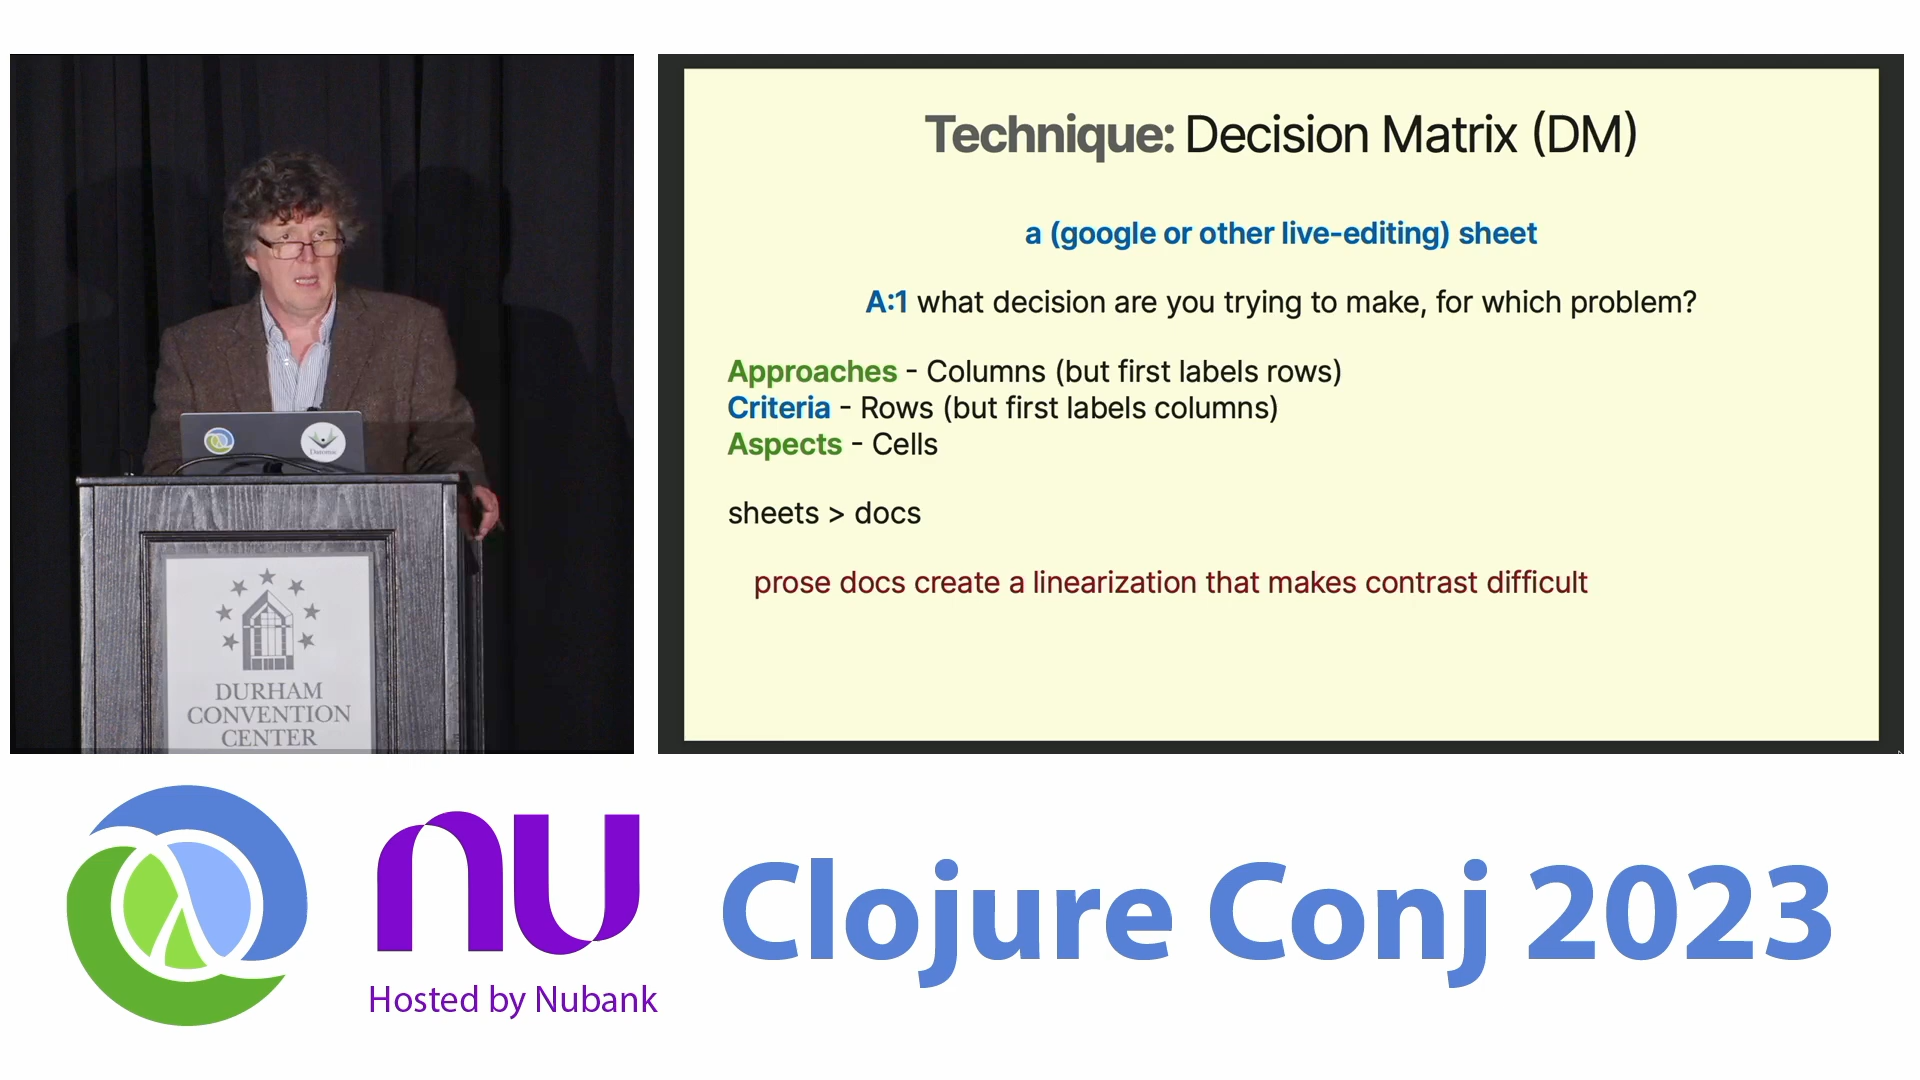 Technique: Decision Matrix (DM)
a (google or other live-editing) sheet
A:1 what decision are you trying to make, for which problem?
Approaches - Columns (but first labels rows)
Criteria - Rows (but first labels columns)
Aspects - Cells
sheets > docs
prose docs create a linearization that makes contrast difficult
Datomic
DURHAM
CONVENTION
CENTER
nu
Hosted by Nubank
Clojure Conj 2023